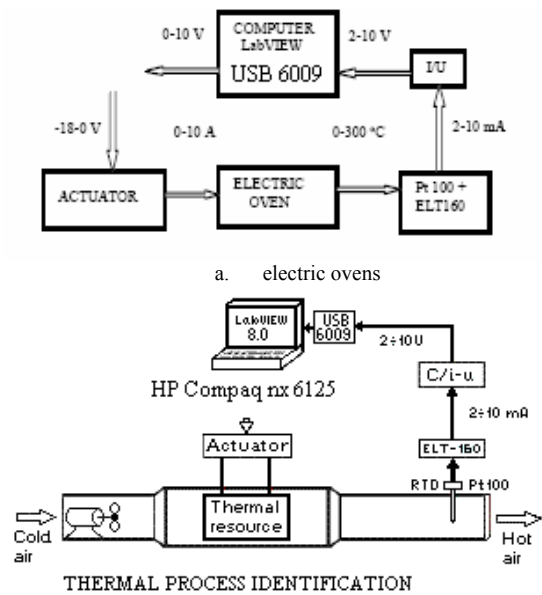 0-10 V
COMPUTER
LabVIEW
USB 6009
2-10 V
I/U
-18-0 V
0-10 A
0-300 °C
2-10 mA
ACTUATOR
ELECTRIC
OVEN
Pt 100 +
ELT160
a. electric ovens
LabVIEW
8.0
USB
6009
2÷10U
C/i-u
HP Compaq nx 6125
2÷10 mA
Actuator
ELT-160
RTD
Pt100
Thermal
resource
Cold
air
Hot
air
THERMAL PROCESS IDENTIFICATION